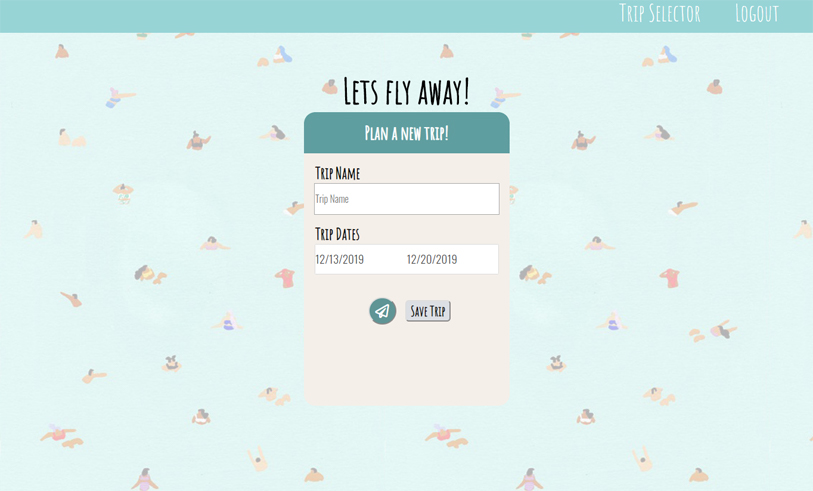 Trip Selector Logout
Lets fly away!
Plan a new trip!
Trip Name
Trip Name
Trip Dates
12/13/2019 12/20/2019
Save Trip